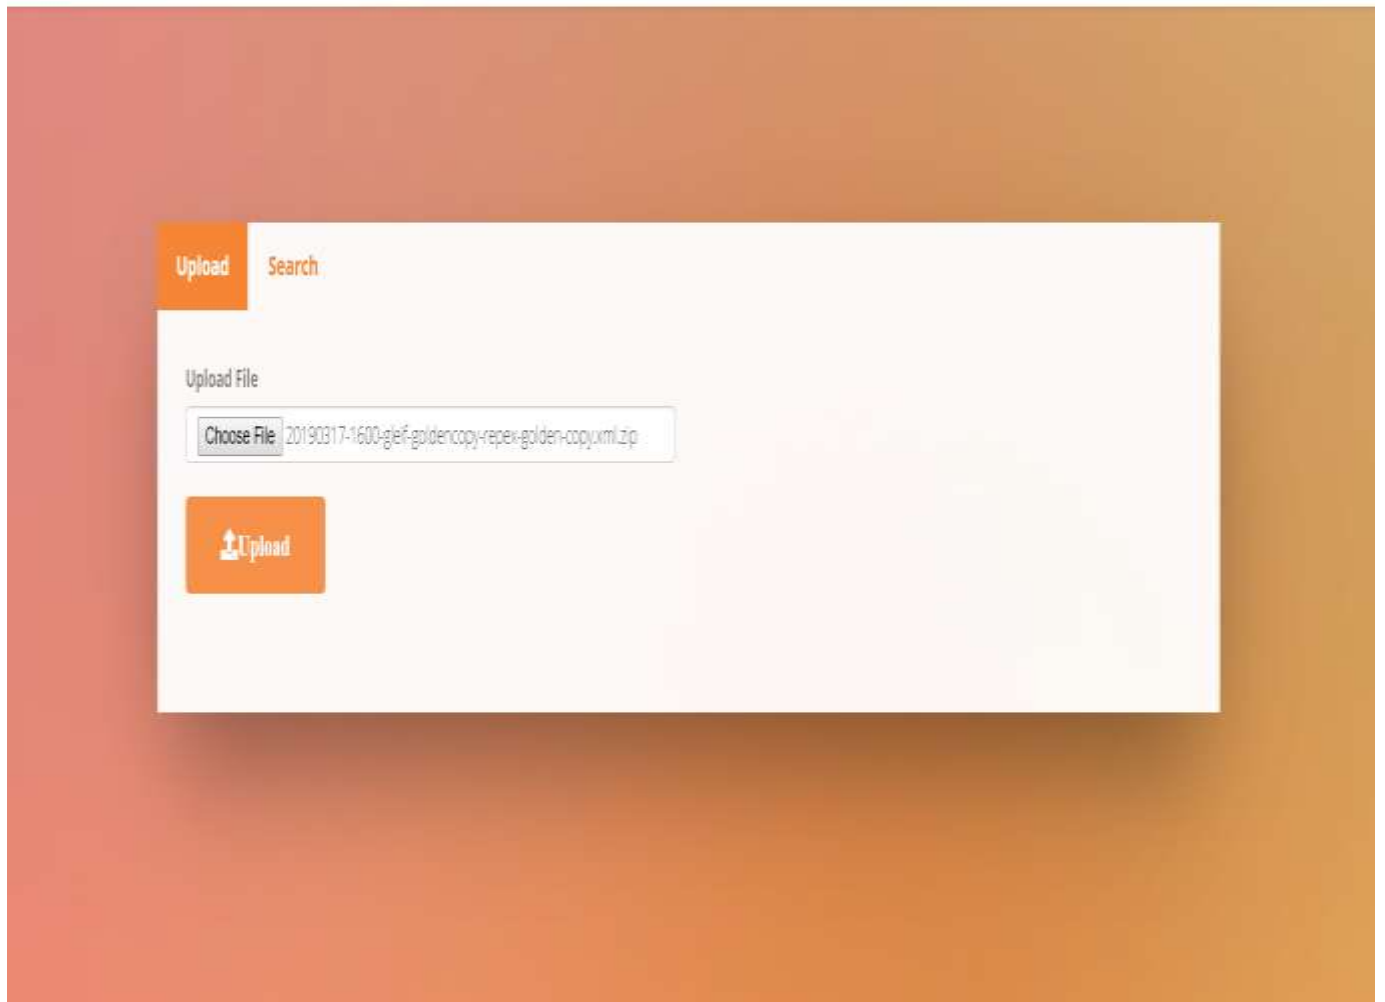 Upload Search
Upload File
Choose File 20190317-1600-gleif-goldencopy-repex-golden-copy.xml.zip
Upload